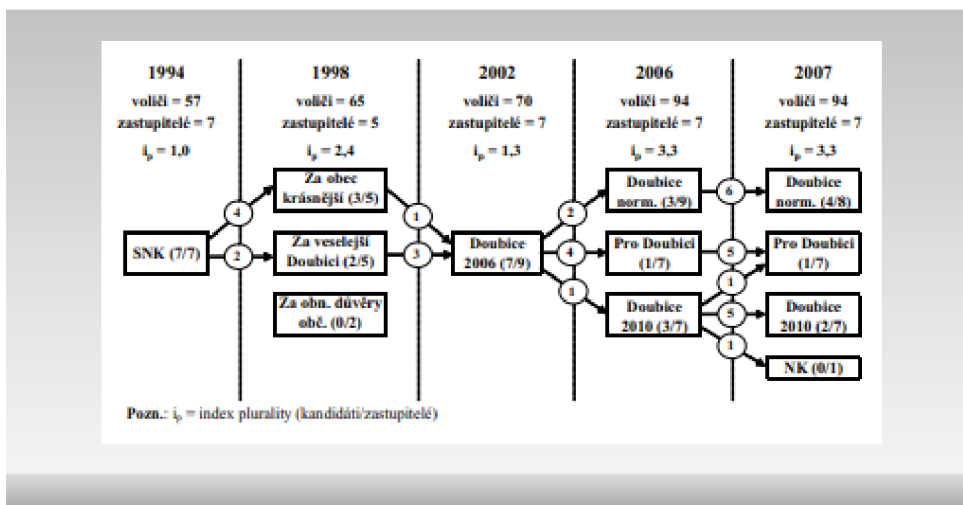 1994
voliči = 57
zastupitelé = 7
iₚ = 1,0
SNK (7/7)
4
2
1998
voliči = 65
zastupitelé = 5
iₚ = 2,4
Za obec
krásnější (3/5)
Za veselejší
Doubici (2/5)
Za obn. důvěry
obč. (0/2)
1
3
2002
voliči = 70
zastupitelé = 7
iₚ = 1,3
Doubice
2006 (7/9)
2
4
1
2006
voliči = 94
zastupitelé = 7
iₚ = 3,3
Doubice
norm. (3/9)
Pro Doubici
(1/7)
Doubice
2010 (3/7)
6
5
1
5
1
2007
voliči = 94
zastupitelé = 7
iₚ = 3,3
Doubice
norm. (4/8)
Pro Doubici
(1/7)
Doubice
2010 (2/7)
NK (0/1)
Pozn.: iₚ = index plurality (kandidáti/zastupitelé)